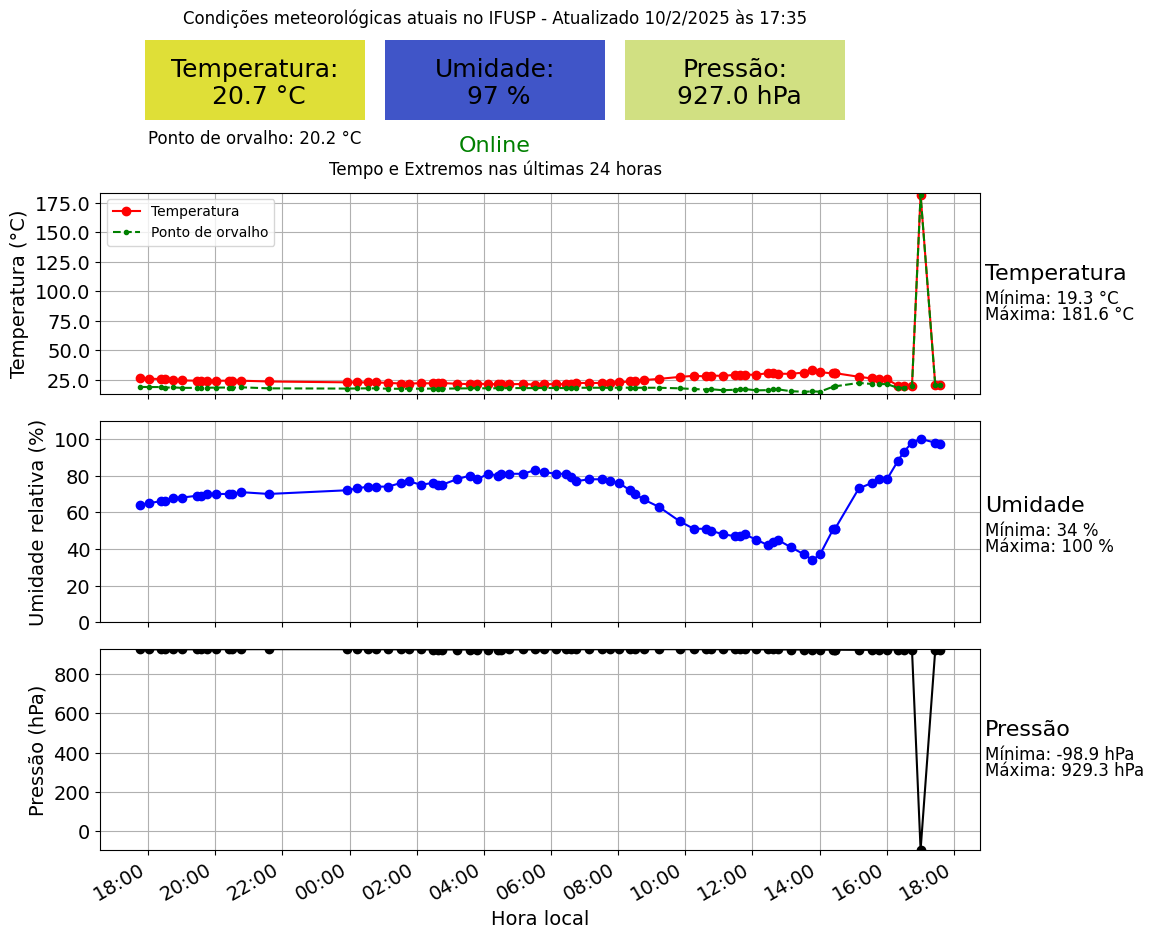 Condições meteorológicas atuais no IFUSP - Atualizado 10/2/2025 às 17:35
Temperatura:
20.7 °C
Umidade:
97 %
Pressão:
927.0 hPa
Ponto de orvalho: 20.2 °C
Online
Tempo e Extremos nas últimas 24 horas
Temperatura (°C)
175.0
150.0
125.0
100.0
75.0
50.0
25.0
Temperatura
Ponto de orvalho
Temperatura
Mínima: 19.3 °C
Máxima: 181.6 °C
Umidade relativa (%)
100
80
60
40
20
0
Umidade
Mínima: 34 %
Máxima: 100 %
Pressão (hPa)
800
600
400
200
0
Pressão
Mínima: -98.9 hPa
Máxima: 929.3 hPa
18:00 20:00 22:00 00:00 02:00 04:00 06:00 08:00 10:00 12:00 14:00 16:00 18:00
Hora local